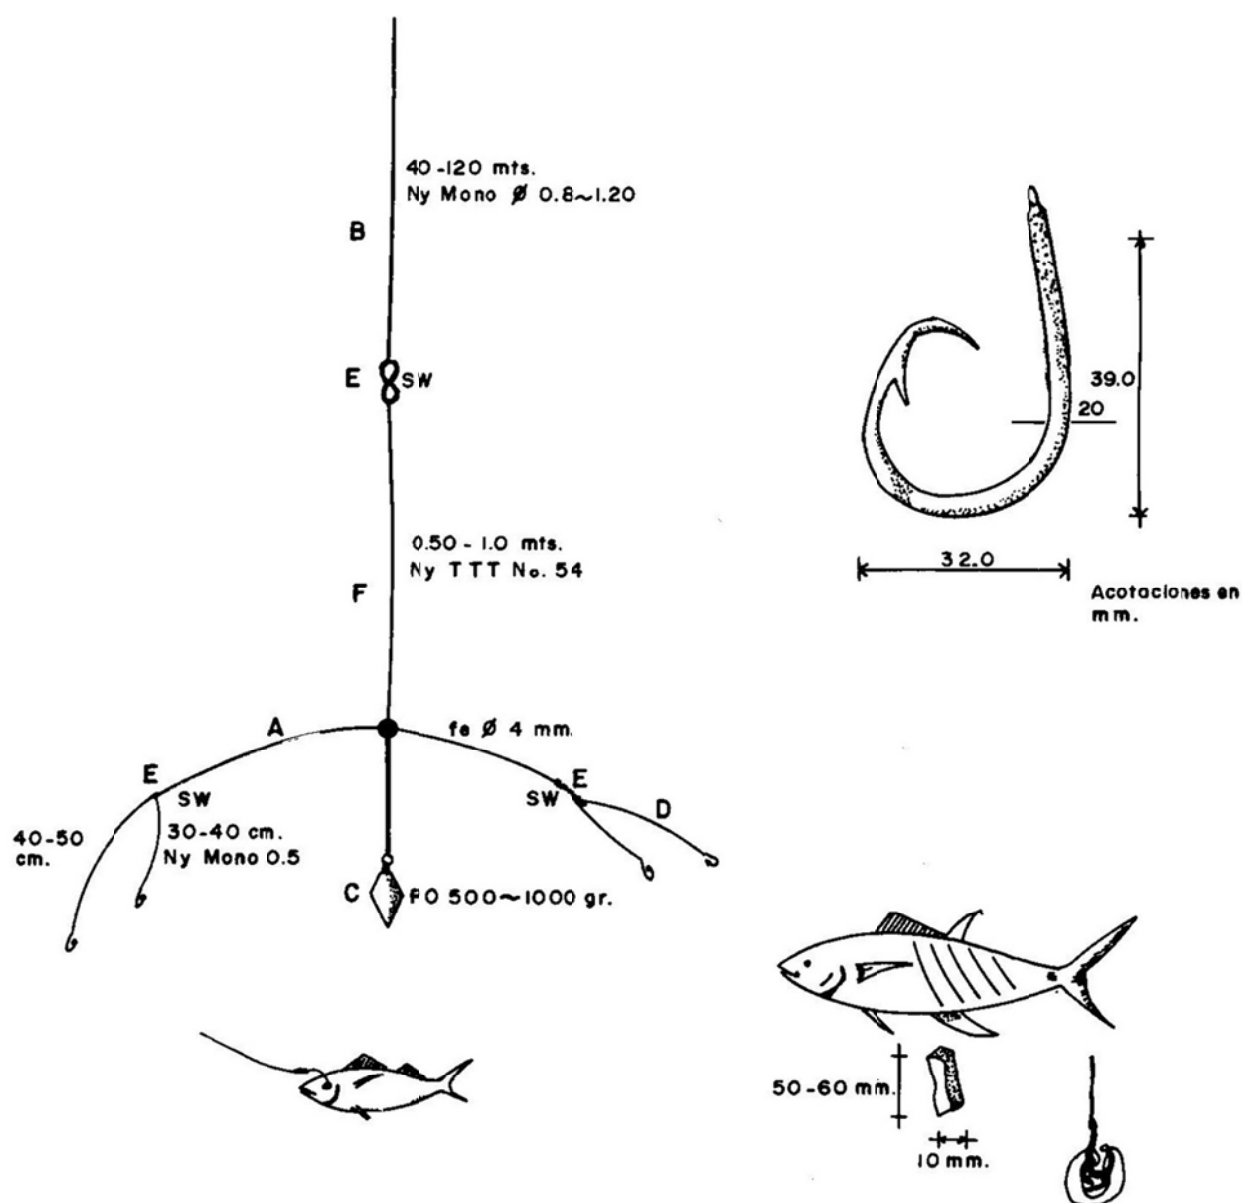 40-120 mts.
Ny Mono Ø 0.8~1.20
B
E SW
39.0
20
0.50 - 1.0 mts.
Ny TTT No. 54
F
32.0
Acotaciones en
mm.
A
fe Ø 4 mm.
E
SW
E
SW
D
40-50
cm.
30-40 cm.
Ny Mono 0.5
C
PO 500~1000 gr.
50-60 mm.
10 mm.